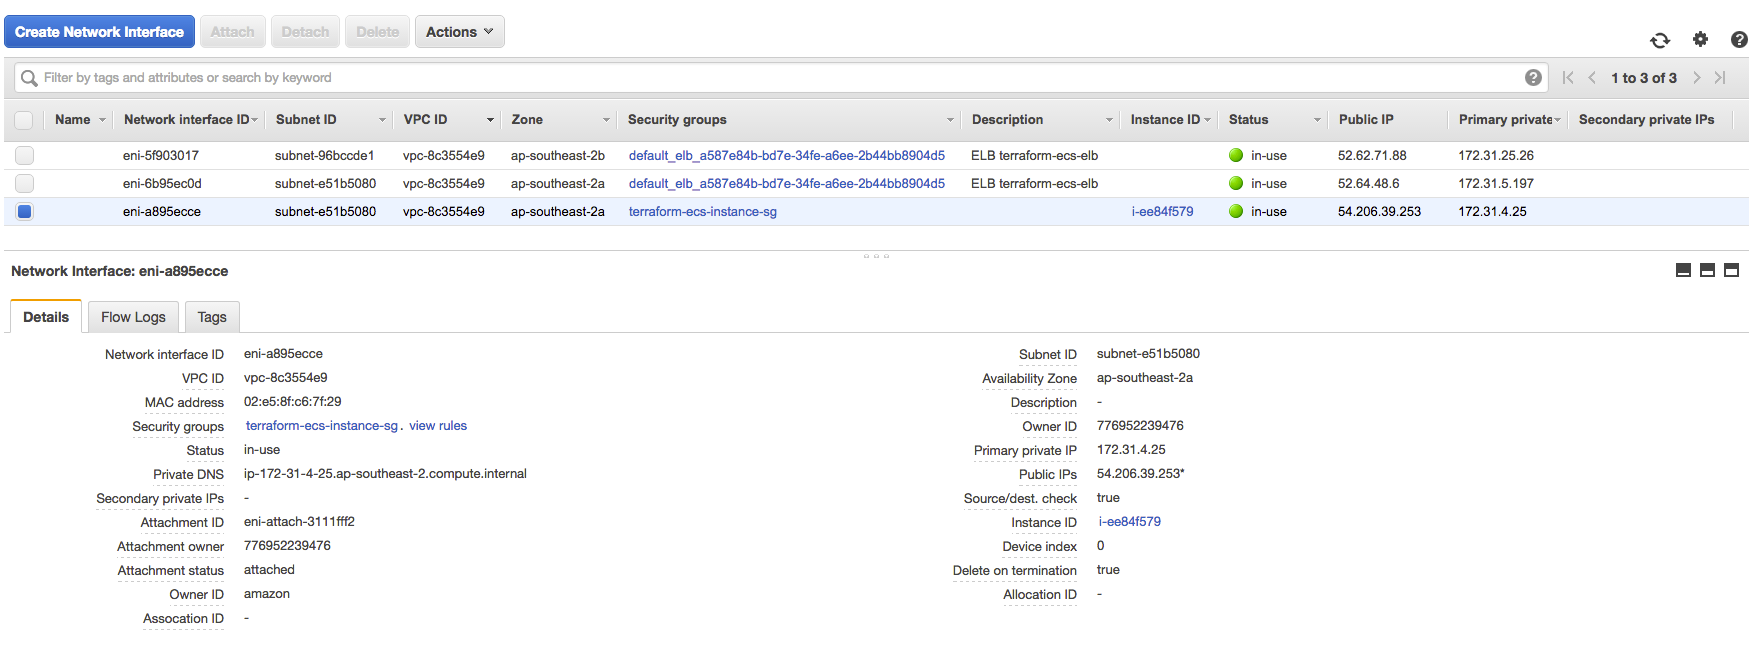 Create Network Interface Attach Detach Delete Actions
Filter by tags and attributes or search by keyword 1 to 3 of 3
Name Network interface ID Subnet ID VPC ID Zone Security groups Description Instance ID Status Public IP Primary private Secondary private IPs
eni-5f903017 subnet-96bccde1 vpc-8c3554e9 ap-southeast-2b default_elb_a587e84b-bd7e-34fe-a6ee-2b44bb8904d5 ELB terraform-ecs-elb in-use 52.62.71.88 172.31.25.26
eni-6b95ec0d subnet-e51b5080 vpc-8c3554e9 ap-southeast-2a default_elb_a587e84b-bd7e-34fe-a6ee-2b44bb8904d5 ELB terraform-ecs-elb in-use 52.64.48.6 172.31.5.197
eni-a895ecce subnet-e51b5080 vpc-8c3554e9 ap-southeast-2a terraform-ecs-instance-sg i-ee84f579 in-use 54.206.39.253 172.31.4.25
Network Interface: eni-a895ecce
Details Flow Logs Tags
Network interface ID eni-a895ecce Subnet ID subnet-e51b5080
VPC ID vpc-8c3554e9 Availability Zone ap-southeast-2a
MAC address 02:e5:8f:c6:7f:29 Description -
Security groups terraform-ecs-instance-sg. view rules Owner ID 776952239476
Status in-use Primary private IP 172.31.4.25
Private DNS ip-172-31-4-25.ap-southeast-2.compute.internal Public IPs 54.206.39.253*
Secondary private IPs - Source/dest. check true
Attachment ID eni-attach-3111fff2 Instance ID i-ee84f579
Attachment owner 776952239476 Device index 0
Attachment status attached Delete on termination true
Owner ID amazon Allocation ID -
Assocation ID -